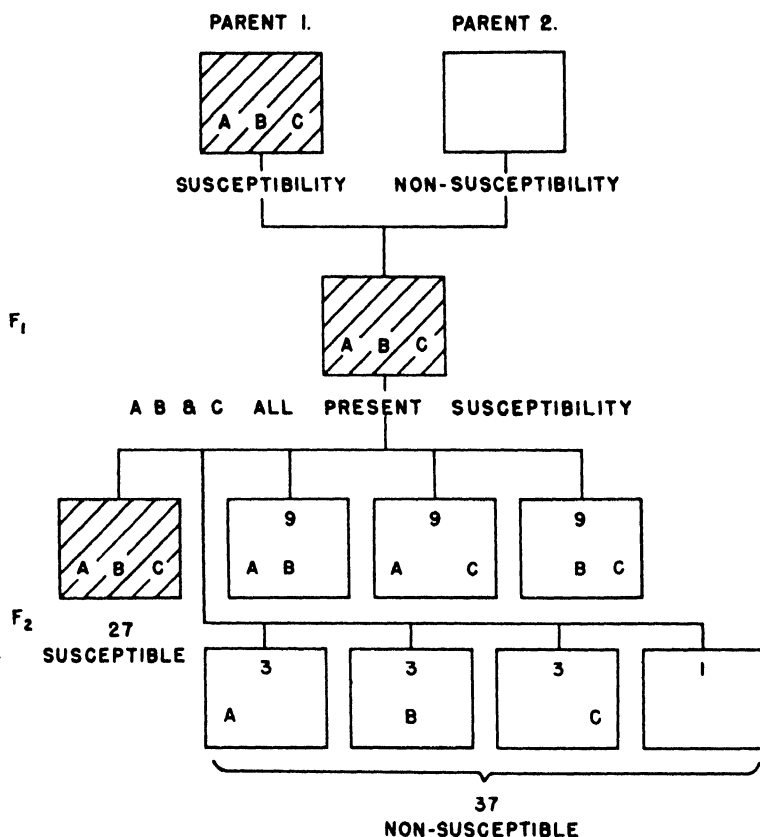 PARENT 1. PARENT 2.
A B C
SUSCEPTIBILITY NON-SUSCEPTIBILITY
F1
A B C
A B & C ALL PRESENT SUSCEPTIBILITY
9 9 9
A B C A B A C B C
F2
27
SUSCEPTIBLE
3 3 3 1
A B C
37
NON-SUSCEPTIBLE